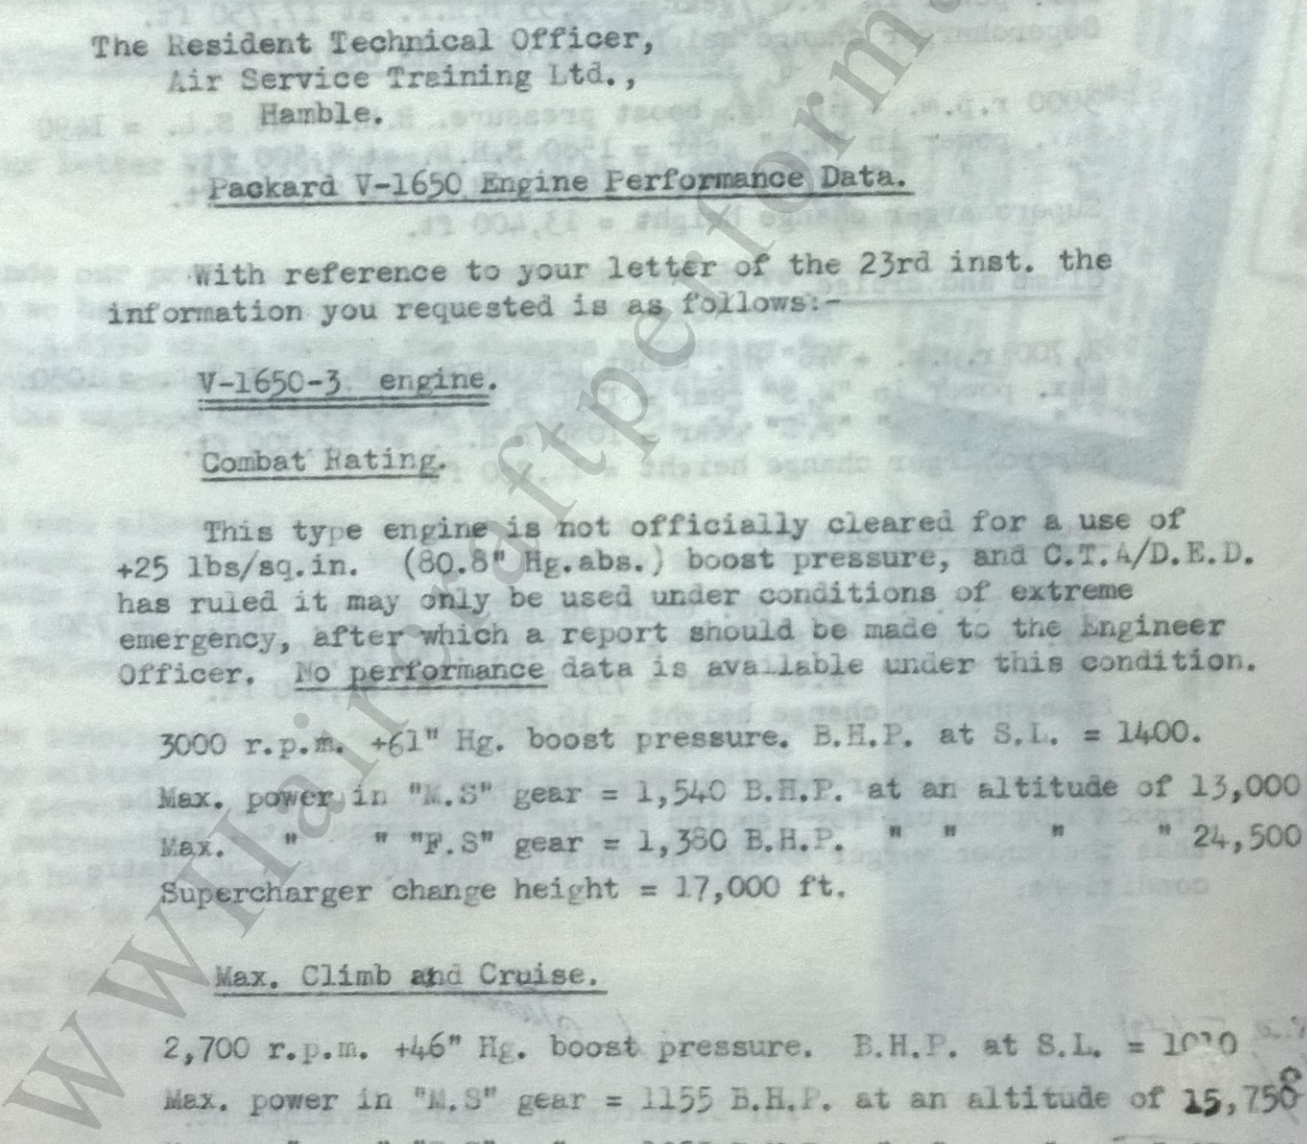 The Resident Technical Officer,
Air Service Training Ltd.,
Hamble.
Packard V-1650 Engine Performance Data.
With reference to your letter of the 23rd inst. the
information you requested is as follows:-
V-1650-3. engine.
Combat Rating.
This type engine is not officially cleared for a use of
+25 lbs/sq.in. (80.8" Hg.abs.) boost pressure, and C.T.A/D.E.D.
has ruled it may only be used under conditions of extreme
emergency, after which a report should be made to the Engineer
Officer. No performance data is available under this condition.
3000 r.p.m. +61" Hg. boost pressure. B.H.P. at S.L. = 1400.
Max. power in "M.S" gear = 1,540 B.H.P. at an altitude of 13,000
Max. " " "F.S" gear = 1,380 B.H.P. " " " " 24,500
Supercharger change height = 17,000 ft.
Max. Climb and Cruise.
2,700 r.p.m. +46" Hg. boost pressure. B.H.P. at S.L. =
Max. power in "M.S" gear = 1155 B.H.P. at an altitude of 15,750